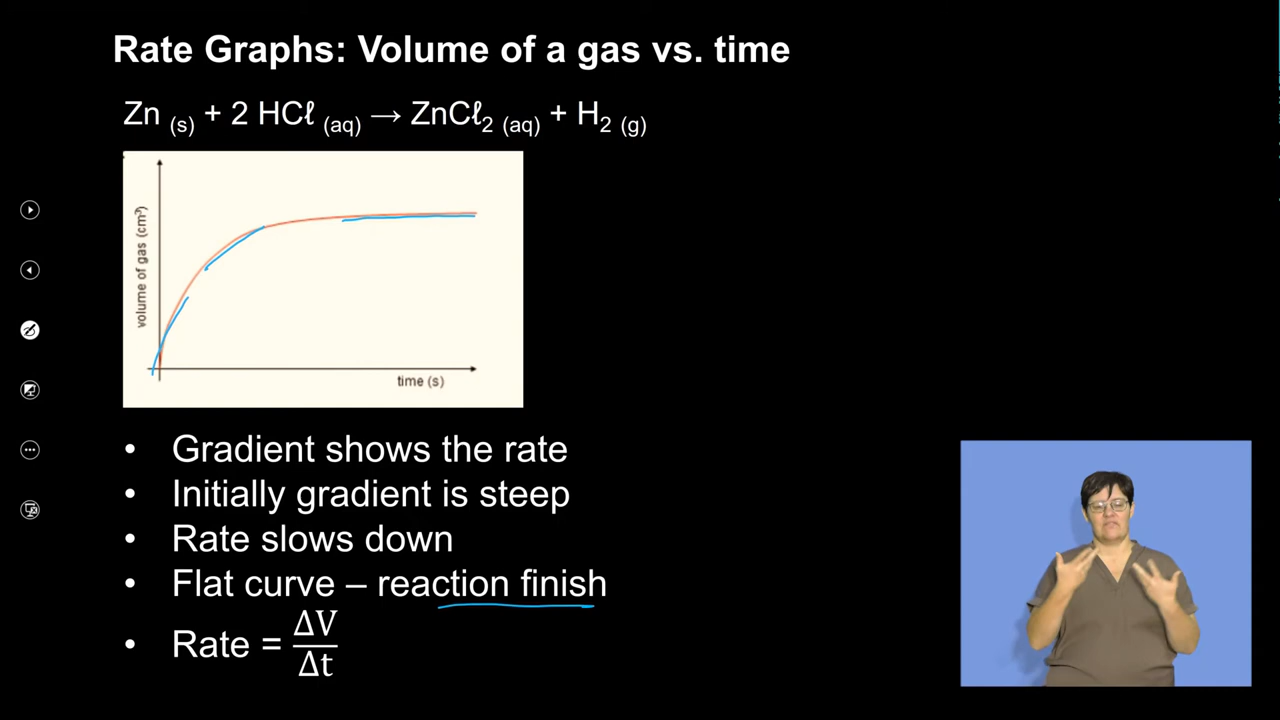 Rate Graphs: Volume of a gas vs. time
Zn (s) + 2 HCℓ (aq) → ZnCℓ2 (aq) + H2 (g)
volume of gas (cm³)
time (s)
• Gradient shows the rate
• Initially gradient is steep
• Rate slows down
• Flat curve – reaction finish
• Rate = ΔV/Δt